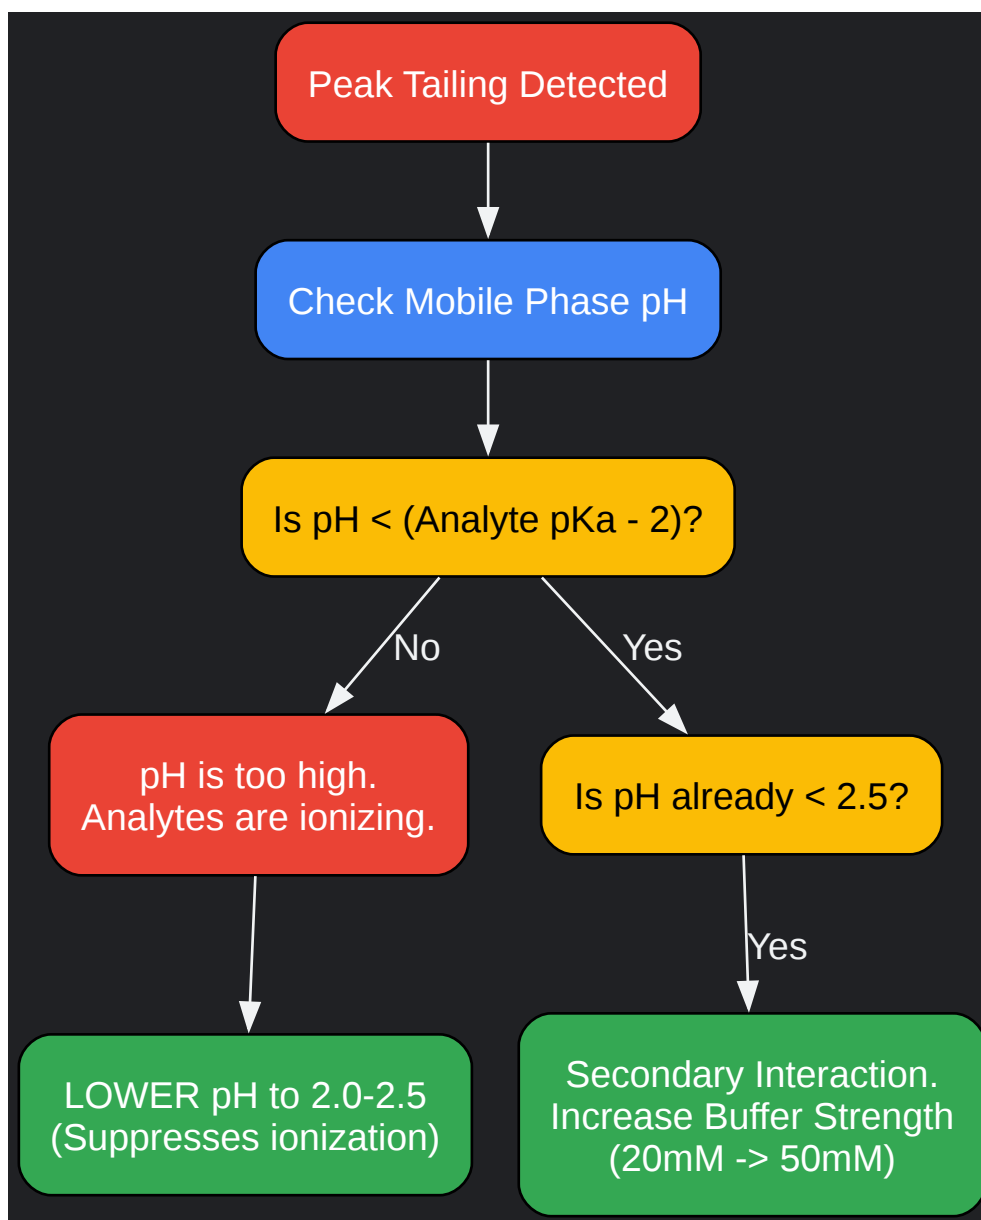 Peak Tailing Detected
Check Mobile Phase pH
Is pH < (Analyte pKa - 2)?
No
Yes
pH is too high.
Analytes are ionizing.
Is pH already < 2.5?
Yes
LOWER pH to 2.0-2.5
(Suppresses ionization)
Secondary Interaction.
Increase Buffer Strength
(20mM -> 50mM)